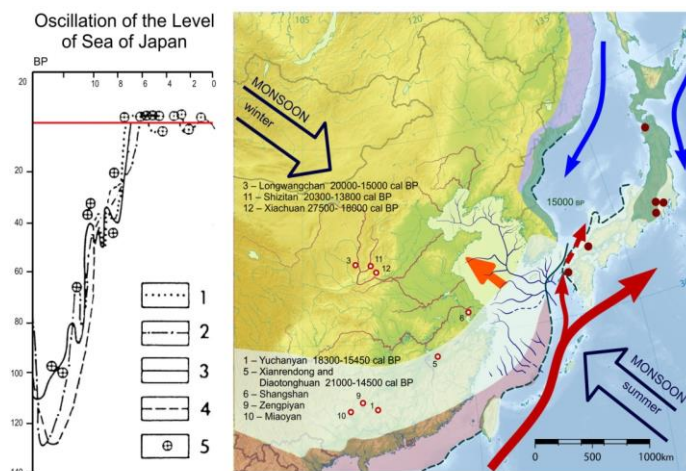 Oscillation of the Level
of Sea of Japan
BP
10 8 6 4 2 0
20
0
20
40
60
80
100
120
140
1
2
3
4
5
115
120
MONSOON
winter
3 – Longwangchan 20000-15000 cal BP
11 – Shizitan 20300-13800 cal BP
12 – Xiachuan 27500-18000 cal BP
15000 BP
3
11
12
6
5
9
1
10
1 – Yuchanyan 18300-15450 cal BP
5 – Xianrendong and
Diaotonghuan 21000-14500 cal BP
6 – Shangshan
9 – Zengpiyan
10 – Miaoyan
MONSOON
summer
0 500 1000km